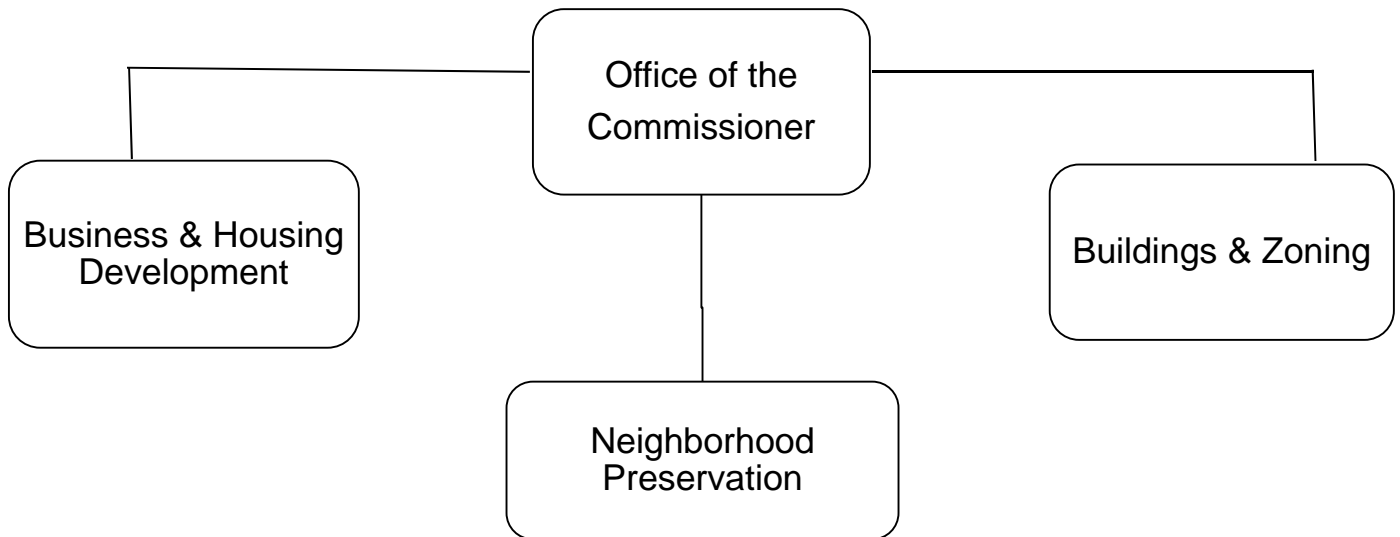 Office of the
Commissioner
Business & Housing
Development
Buildings & Zoning
Neighborhood
Preservation